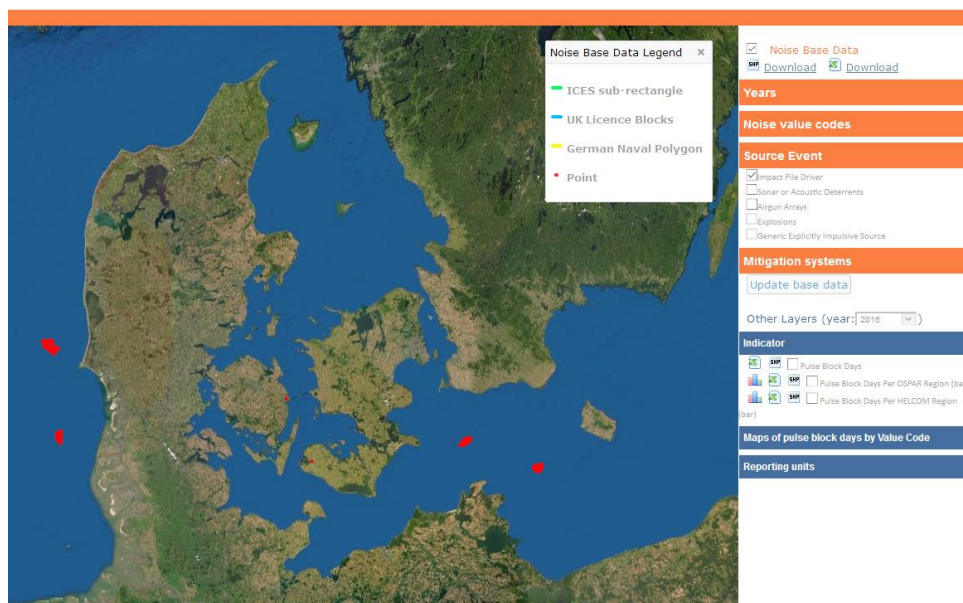 Noise Base Data Legend ×
ICES sub-rectangle
UK Licence Blocks
German Naval Polygon
Point
Noise Base Data
SHP Download Download
Years
Noise value codes
Source Event
Impact Pile Driver
Sonar or Acoustic Deterrents
Airgun Arrays
Explosions
Generic Explicitly Impulsive Source
Mitigation systems
Update base data
Other Layers (year: 2016 )
Indicator
SHP Pulse Block Days
SHP Pulse Block Days Per OSPAR Region (ba
SHP Pulse Block Days Per HELCOM Region
(bar)
Maps of pulse block days by Value Code
Reporting units